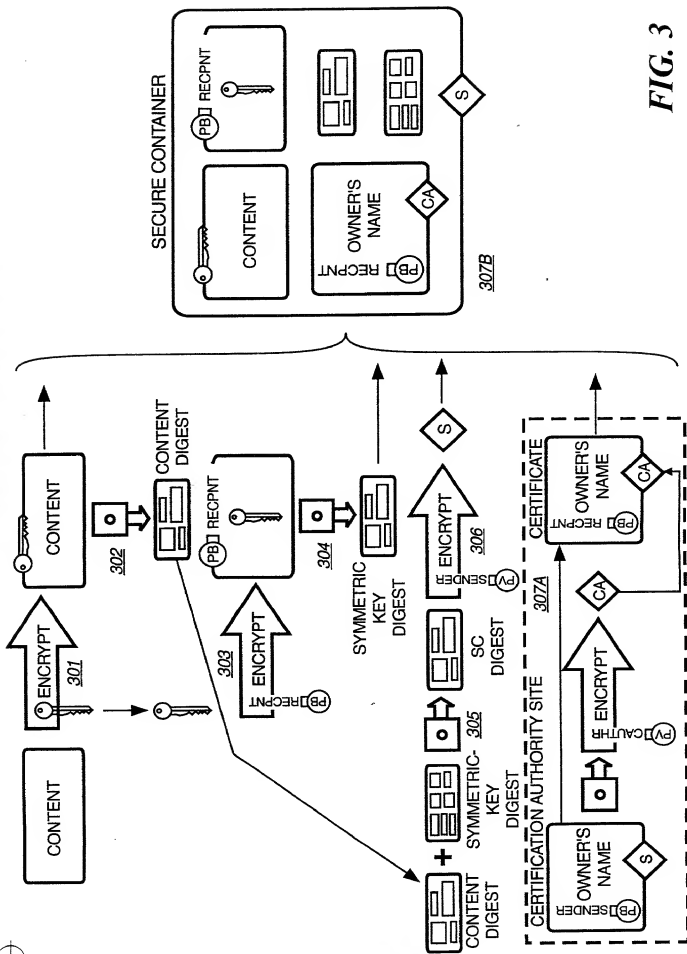 CONTENT
ENCRYPT
301
CONTENT
302
CONTENT
DIGEST
303
ENCRYPT
PB RECPNT
PB RECPNT
304
SYMMETRIC
KEY
DIGEST
CONTENT
DIGEST
+
SYMMETRIC-
KEY
DIGEST
305
SC
DIGEST
ENCRYPT
306
PV SENDER
S
CERTIFICATION AUTHORITY SITE
OWNER'S
NAME
PB SENDER
S
ENCRYPT
PV CAUTHR
CA
307A
CERTIFICATE
OWNER'S
NAME
PB RECPNT
CA
SECURE CONTAINER
CONTENT
PB RECPNT
OWNER'S
NAME
PB RECPNT
CA
S
307B
FIG. 3